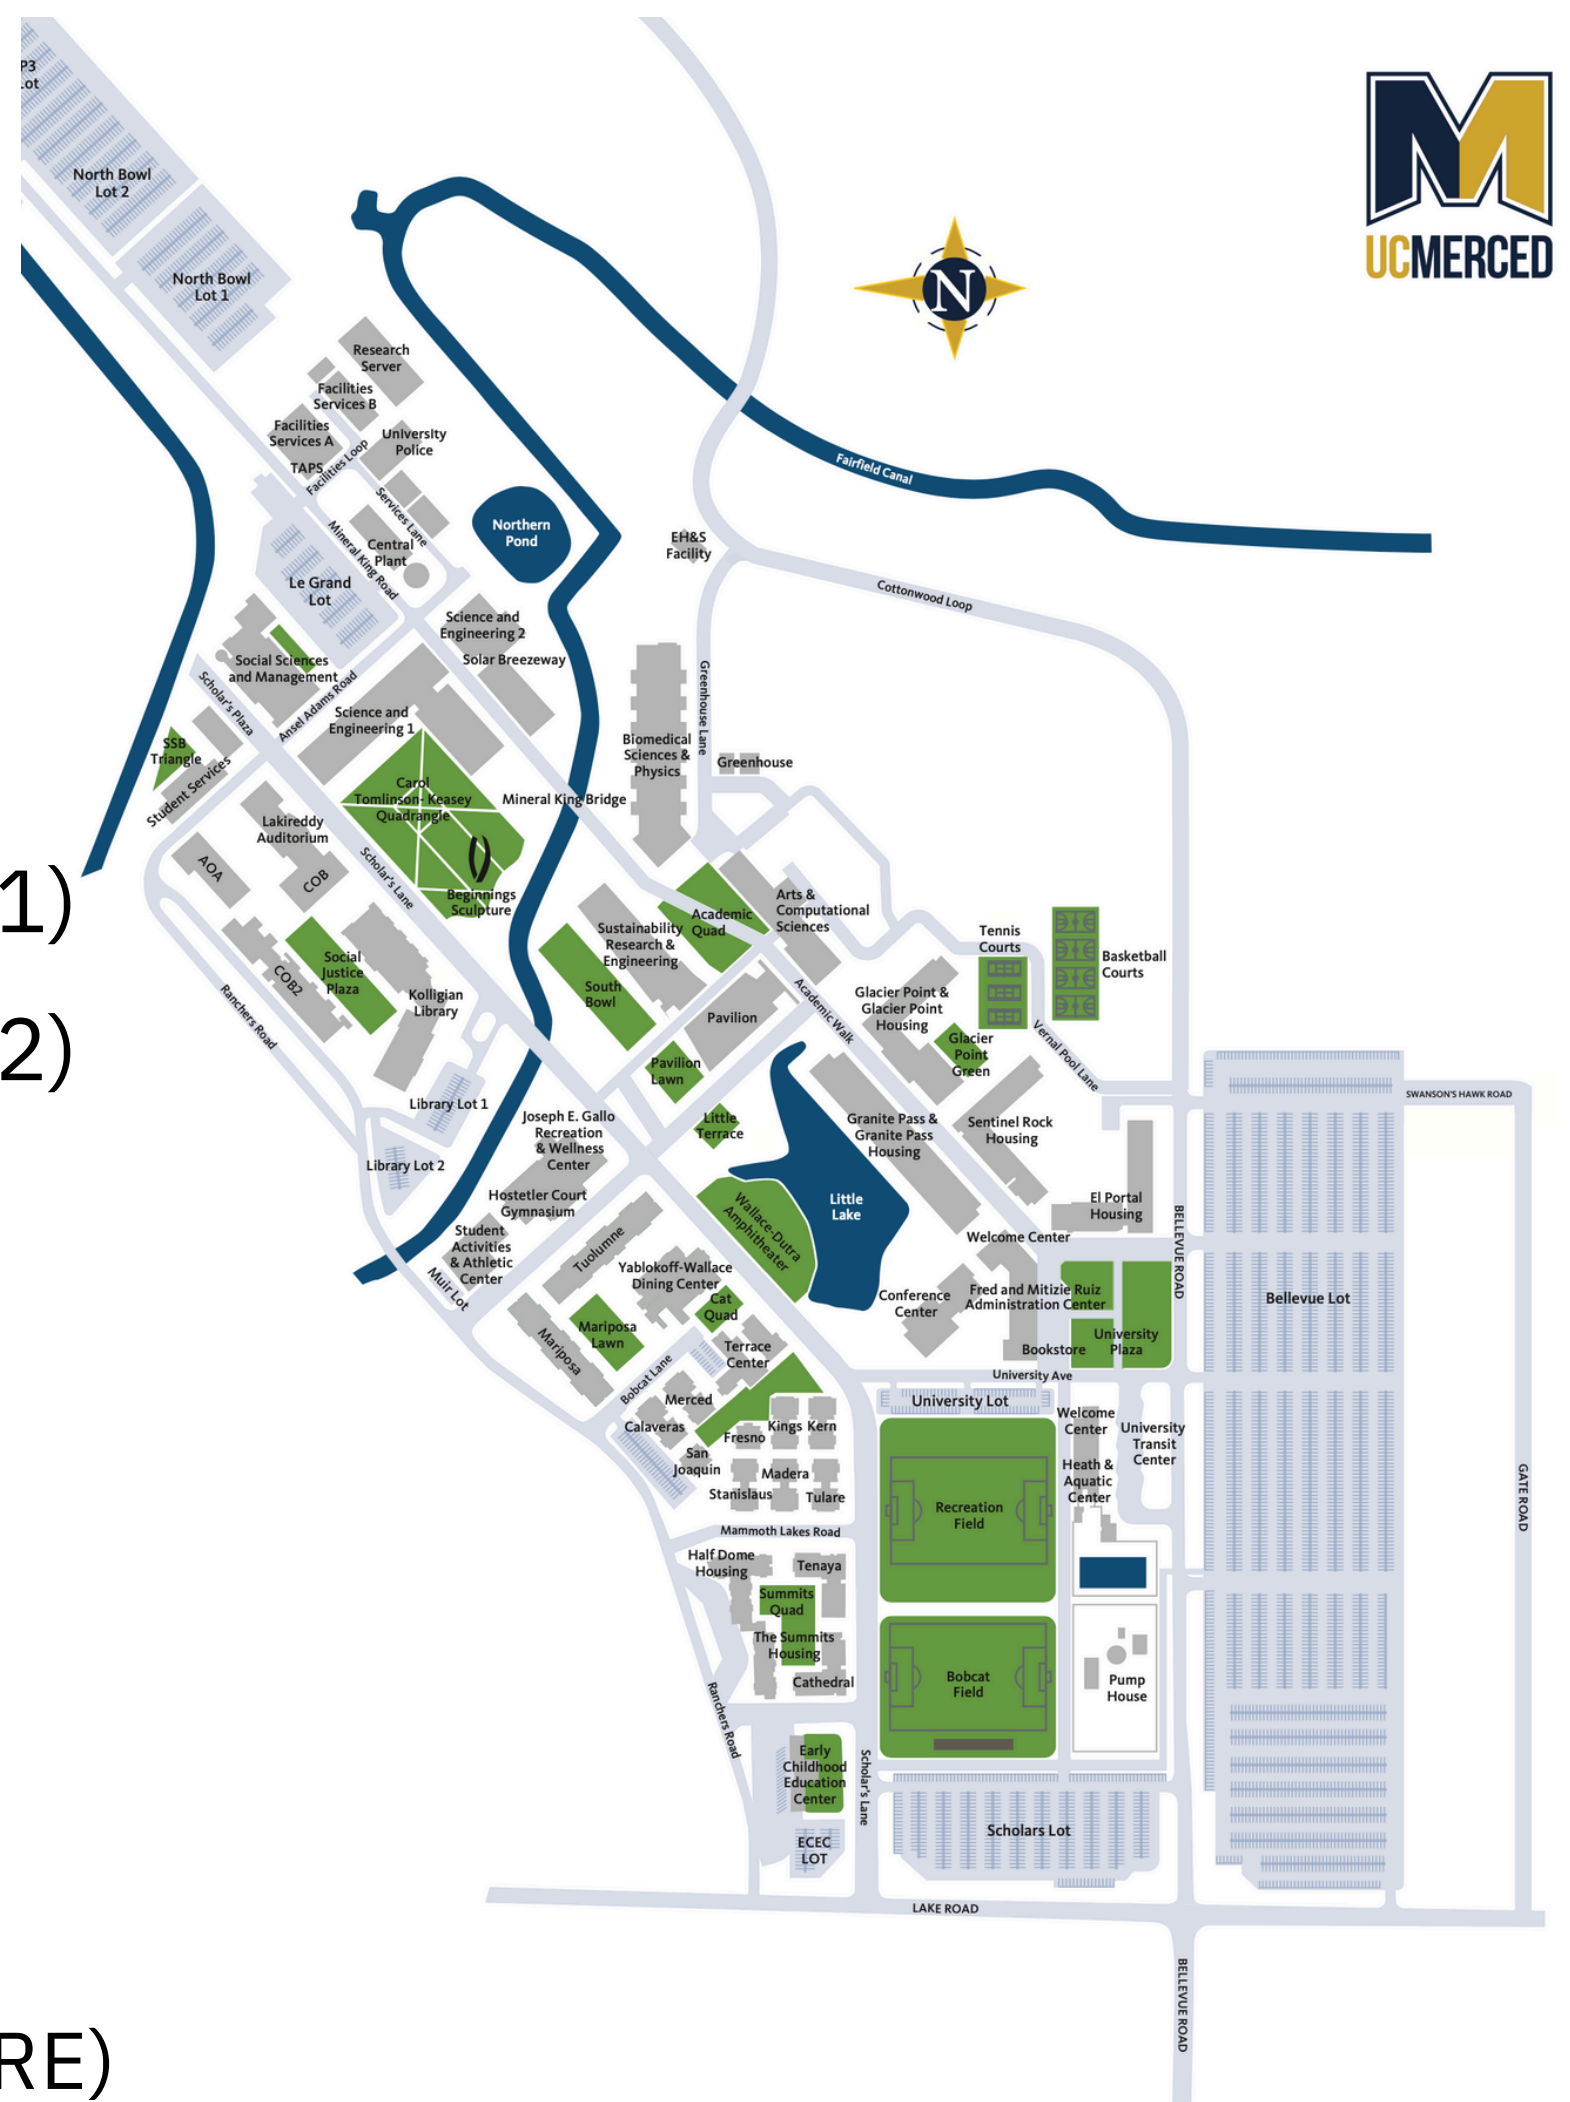 P3
Lot
North Bowl
Lot 2
North Bowl
Lot 1
M
UCMERCED
N
Research
Server
Facilities
Services B
Facilities
Services A
University
Police
TAPS
Facilities Loop
Services Lane
Mineral King Road
Central
Plant
Northern
Pond
Fairfield Canal
EH&S
Facility
Cottonwood Loop
Le Grand
Lot
Science and
Engineering 2
Solar Breezeway
Social Sciences
and Management
Scholar's Plaza
Ansel Adams Road
Science and
Engineering 1
Greenhouse Lane
SSB
Triangle
Student Services
Biomedical
Sciences &
Physics
Greenhouse
Carol
Tomlinson- Keasey
Quadrangle
Mineral King Bridge
Lakireddy
Auditorium
AOA
COB
Scholar's Lane
Beginnings
Sculpture
1)
Academic
Quad
Arts &
Computational
Sciences
Sustainability
Research &
Engineering
Tennis
Courts
Basketball
Courts
Social
Justice
Plaza
COB2
Kolligian
Library
South
Bowl
Pavilion
Academic Walk
Glacier Point &
Glacier Point
Housing
Glacier
Point
Green
Vernal Pool Lane
Ranchers Road
2)
Pavilion
Lawn
SWANSON'S HAWK ROAD
Library Lot 1
Joseph E. Gallo
Recreation
& Wellness
Center
Little
Terrace
Granite Pass &
Granite Pass
Housing
Sentinel Rock
Housing
Library Lot 2
Hostetler Court
Gymnasium
Wallace-Dutra
Amphitheater
Little
Lake
El Portal
Housing
BELLEVUE ROAD
Student
Activities
& Athletic
Center
Tuolumne
Welcome Center
Muir Lot
Yablokoff-Wallace
Dining Center
Cat
Quad
Conference
Center
Fred and Mitizie Ruiz
Administration Center
Bellevue Lot
Mariposa
Mariposa
Lawn
Terrace
Center
Bookstore
University
Plaza
Bobcat Lane
University Ave
Merced
University Lot
Calaveras
Fresno
Kings
Kern
Welcome
Center
University
Transit
Center
San
Joaquin
Madera
Stanislaus
Tulare
Heath &
Aquatic
Center
Recreation
Field
GATE ROAD
Mammoth Lakes Road
Half Dome
Housing
Tenaya
Summits
Quad
The Summits
Housing
Cathedral
Bobcat
Field
Pump
House
Ranchers Road
Early
Childhood
Education
Center
Scholar's Lane
Scholars Lot
ECEC
LOT
LAKE ROAD
BELLEVUE ROAD
RE)